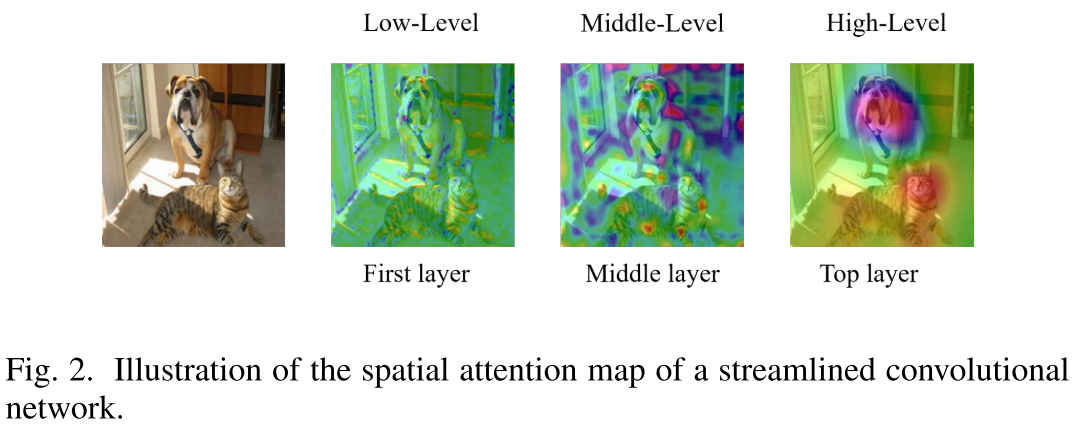 Low-Level Middle-Level High-Level
First layer Middle layer Top layer
Fig. 2. Illustration of the spatial attention map of a streamlined convolutional
network.